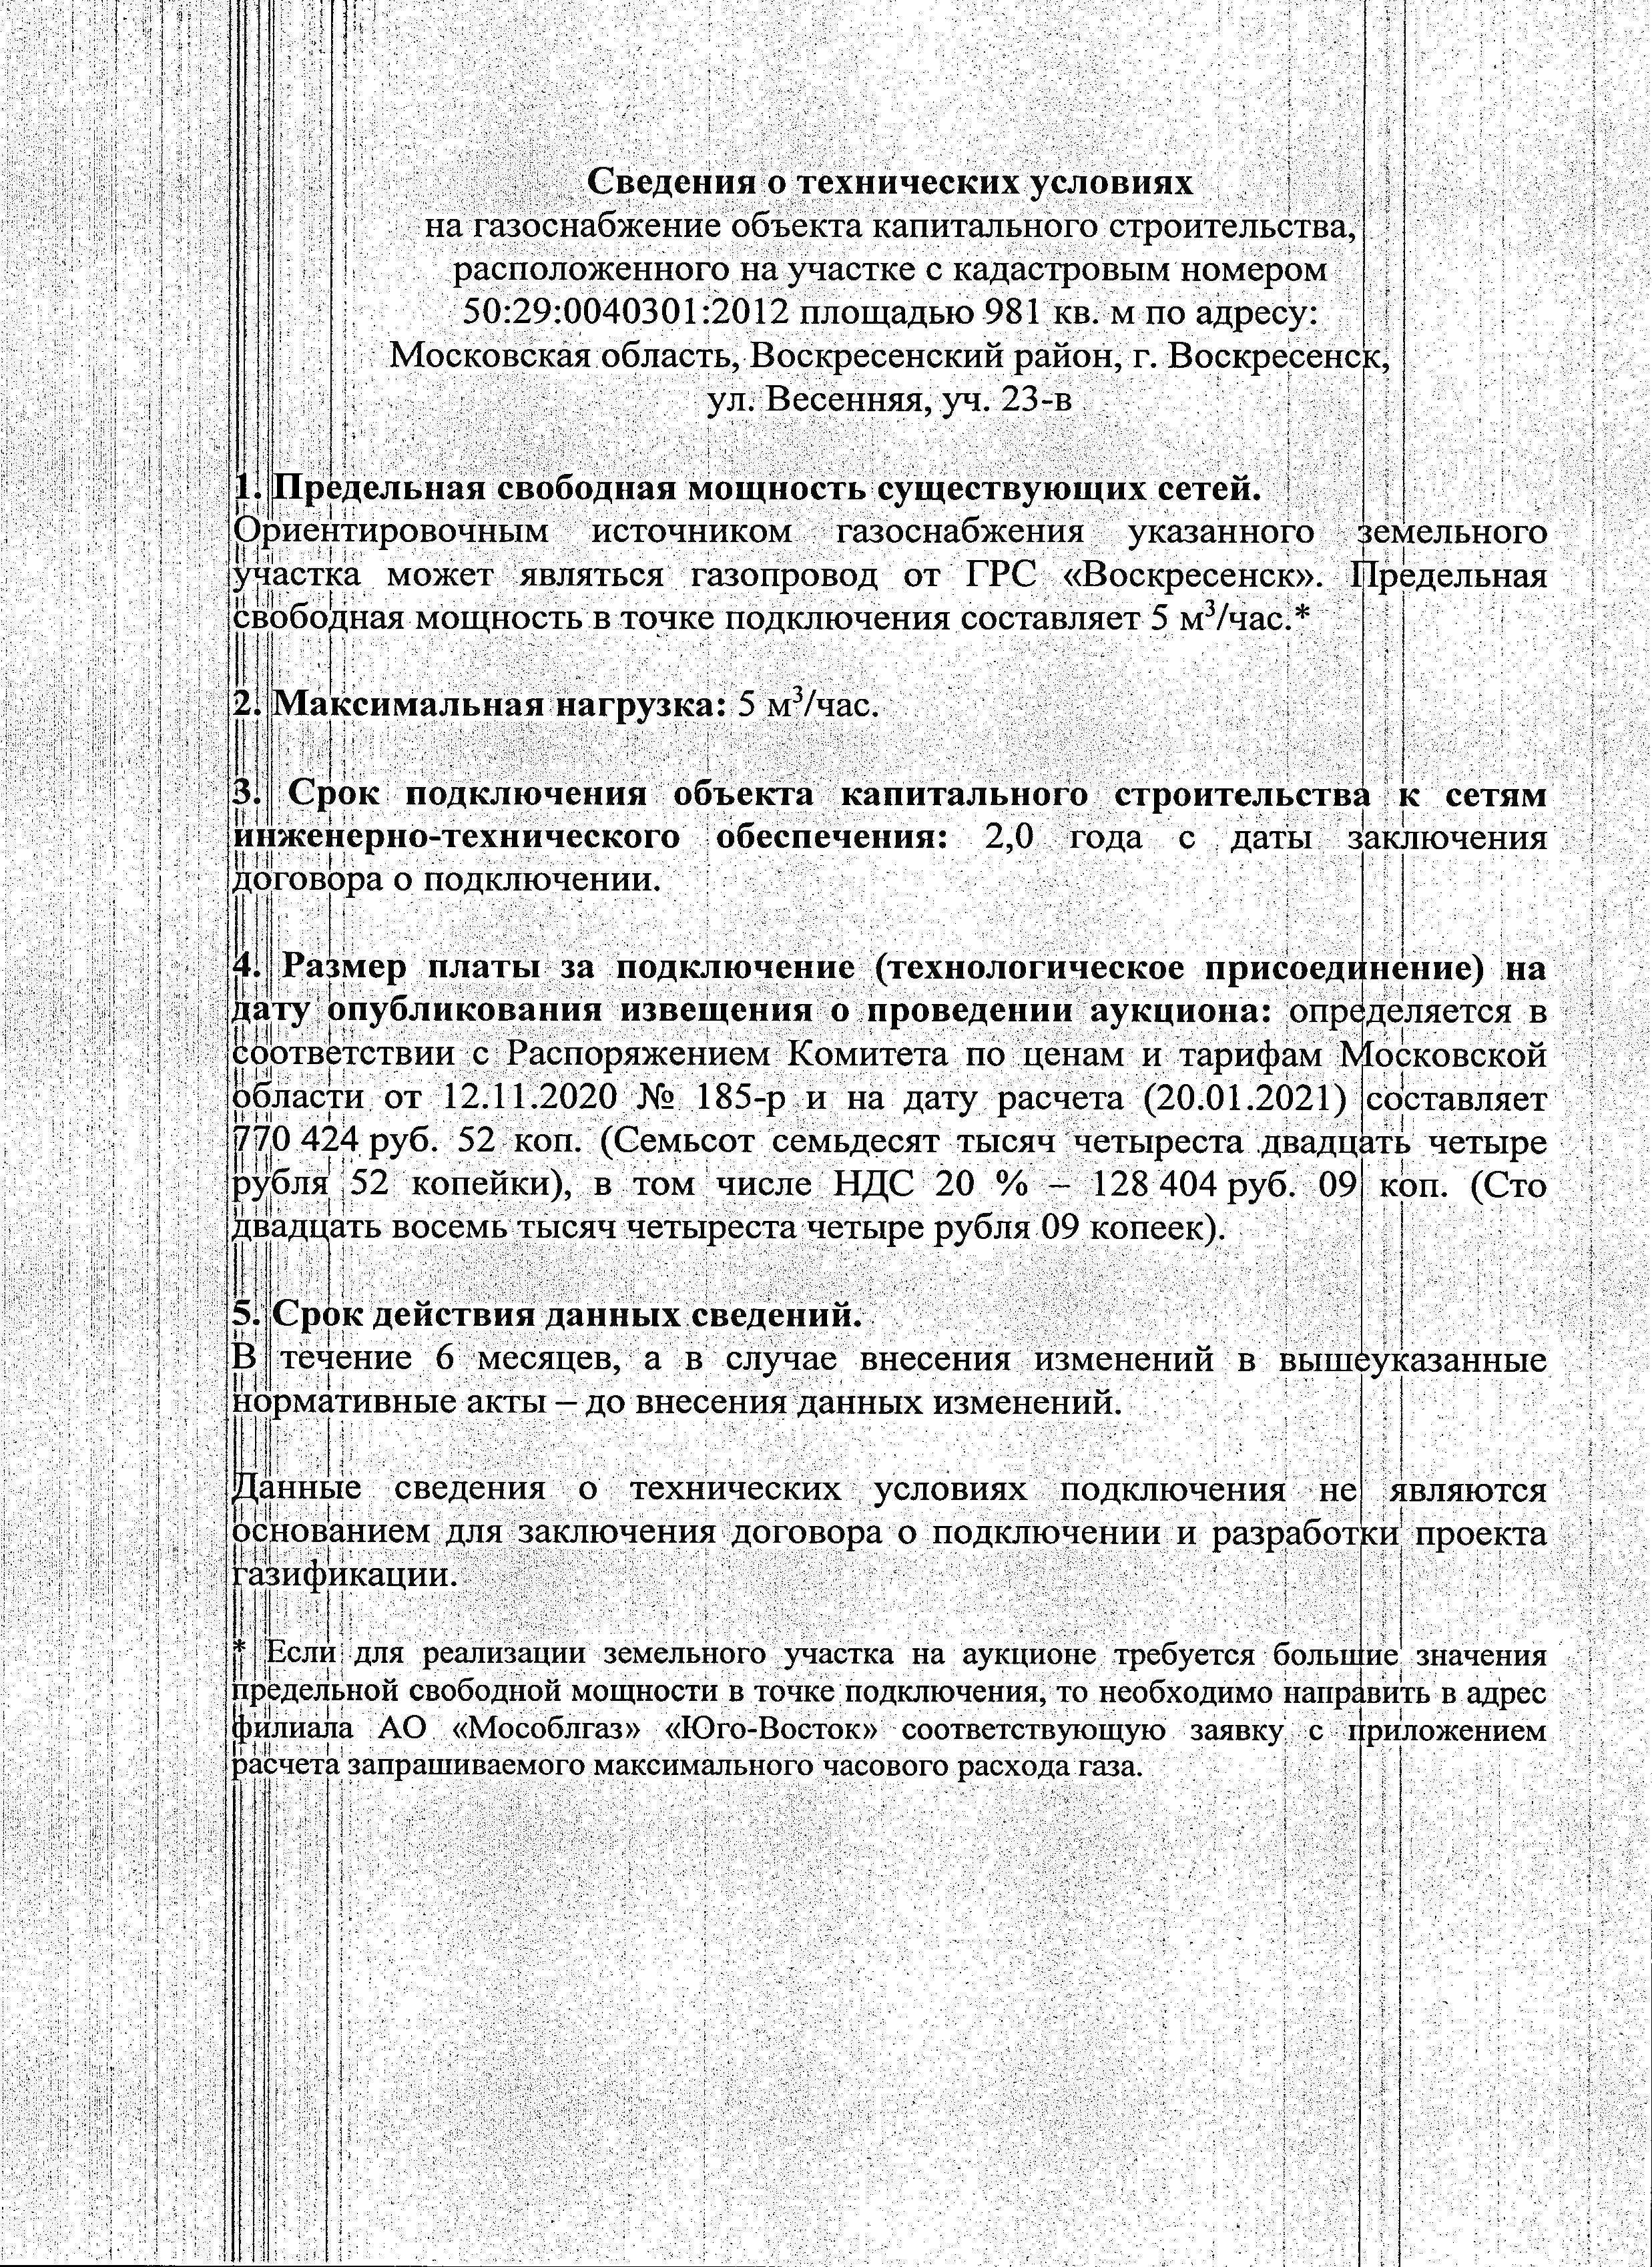 Сведения о технических условиях
на газоснабжение объекта капитального строительства,
расположенного на участке с кадастровым номером
50:29:0040301:2012 площадью 981 кв. м по адресу:
Московская область, Воскресенский район, г. Воскресенск,
ул. Весенняя, уч. 23-в
1. Предельная свободная мощность существующих сетей.
Ориентировочным источником газоснабжения указанного земельного
участка может являться газопровод от ГРС «Воскресенск». Предельная
свободная мощность в точке подключения составляет 5 м³/час.*
2. Максимальная нагрузка: 5 м³/час.
3. Срок подключения объекта капитального строительства к сетям
инженерно-технического обеспечения: 2,0 года с даты заключения
договора о подключении.
4. Размер платы за подключение (технологическое присоединение) на
дату опубликования извещения о проведении аукциона: определяется в
соответствии с Распоряжением Комитета по ценам и тарифам Московской
области от 12.11.2020 № 185-р и на дату расчета (20.01.2021) составляет
770 424 руб. 52 коп. (Семьсот семьдесят тысяч четыреста двадцать четыре
рубля 52 копейки), в том числе НДС 20 % – 128 404 руб. 09 коп. (Сто
двадцать восемь тысяч четыреста четыре рубля 09 копеек).
5. Срок действия данных сведений.
В течение 6 месяцев, а в случае внесения изменений в вышеуказанные
нормативные акты – до внесения данных изменений.
Данные сведения о технических условиях подключения не являются
основанием для заключения договора о подключении и разработки проекта
газификации.
* Если для реализации земельного участка на аукционе требуется большие значения
предельной свободной мощности в точке подключения, то необходимо направить в адрес
филиала АО «Мособлгаз» «Юго-Восток» соответствующую заявку с приложением
расчета запрашиваемого максимального часового расхода газа.